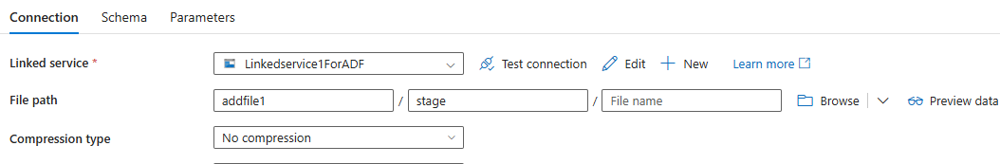 Connection Schema Parameters
Linked service * Linkedservice1ForADF Test connection Edit New Learn more
File path addfile1 / stage / File name Browse Preview data
Compression type No compression